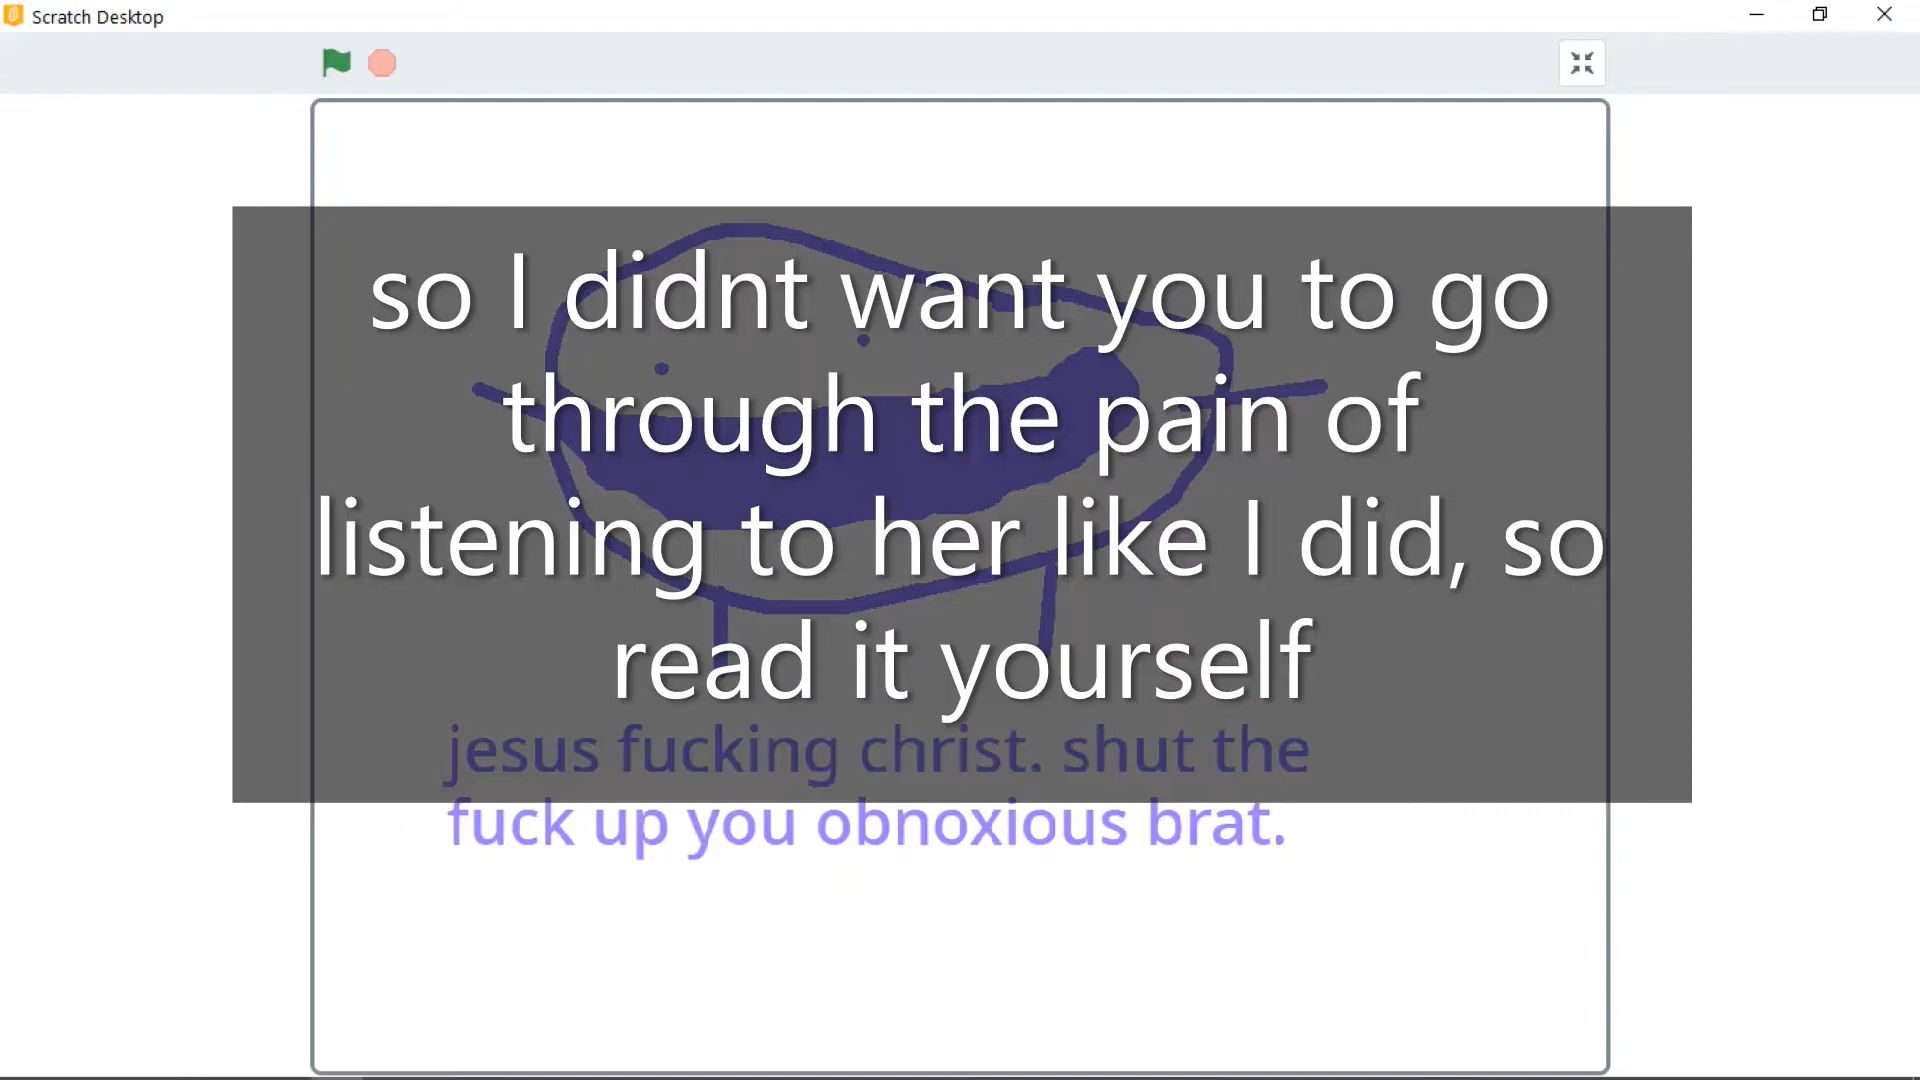 Scratch Desktop
so I didnt want you to go
through the pain of
listening to her like I did, so
read it yourself
jesus fucking christ. shut the
fuck up you obnoxious brat.